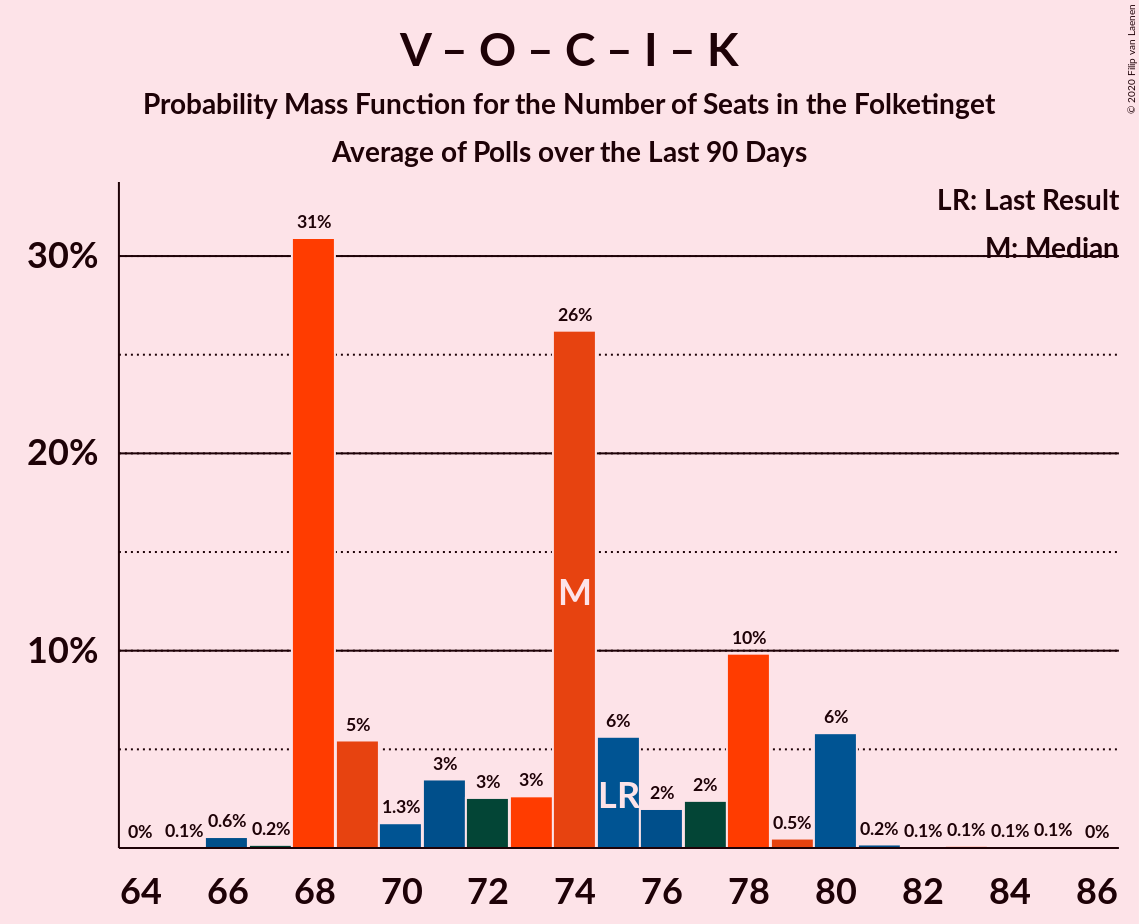 V – O – C – I – K
Probability Mass Function for the Number of Seats in the Folketinget
Average of Polls over the Last 90 Days
© 2020 Filip van Laenen
LR: Last Result
M: Median
30%
20%
10%
0% 0.1% 0.6% 0.2% 31% 5% 1.3% 3% 3% 3% 26% 6% 2% 2% 10% 0.5% 6% 0.2% 0.1% 0.1% 0.1% 0.1% 0%
M
LR
64 66 68 70 72 74 76 78 80 82 84 86